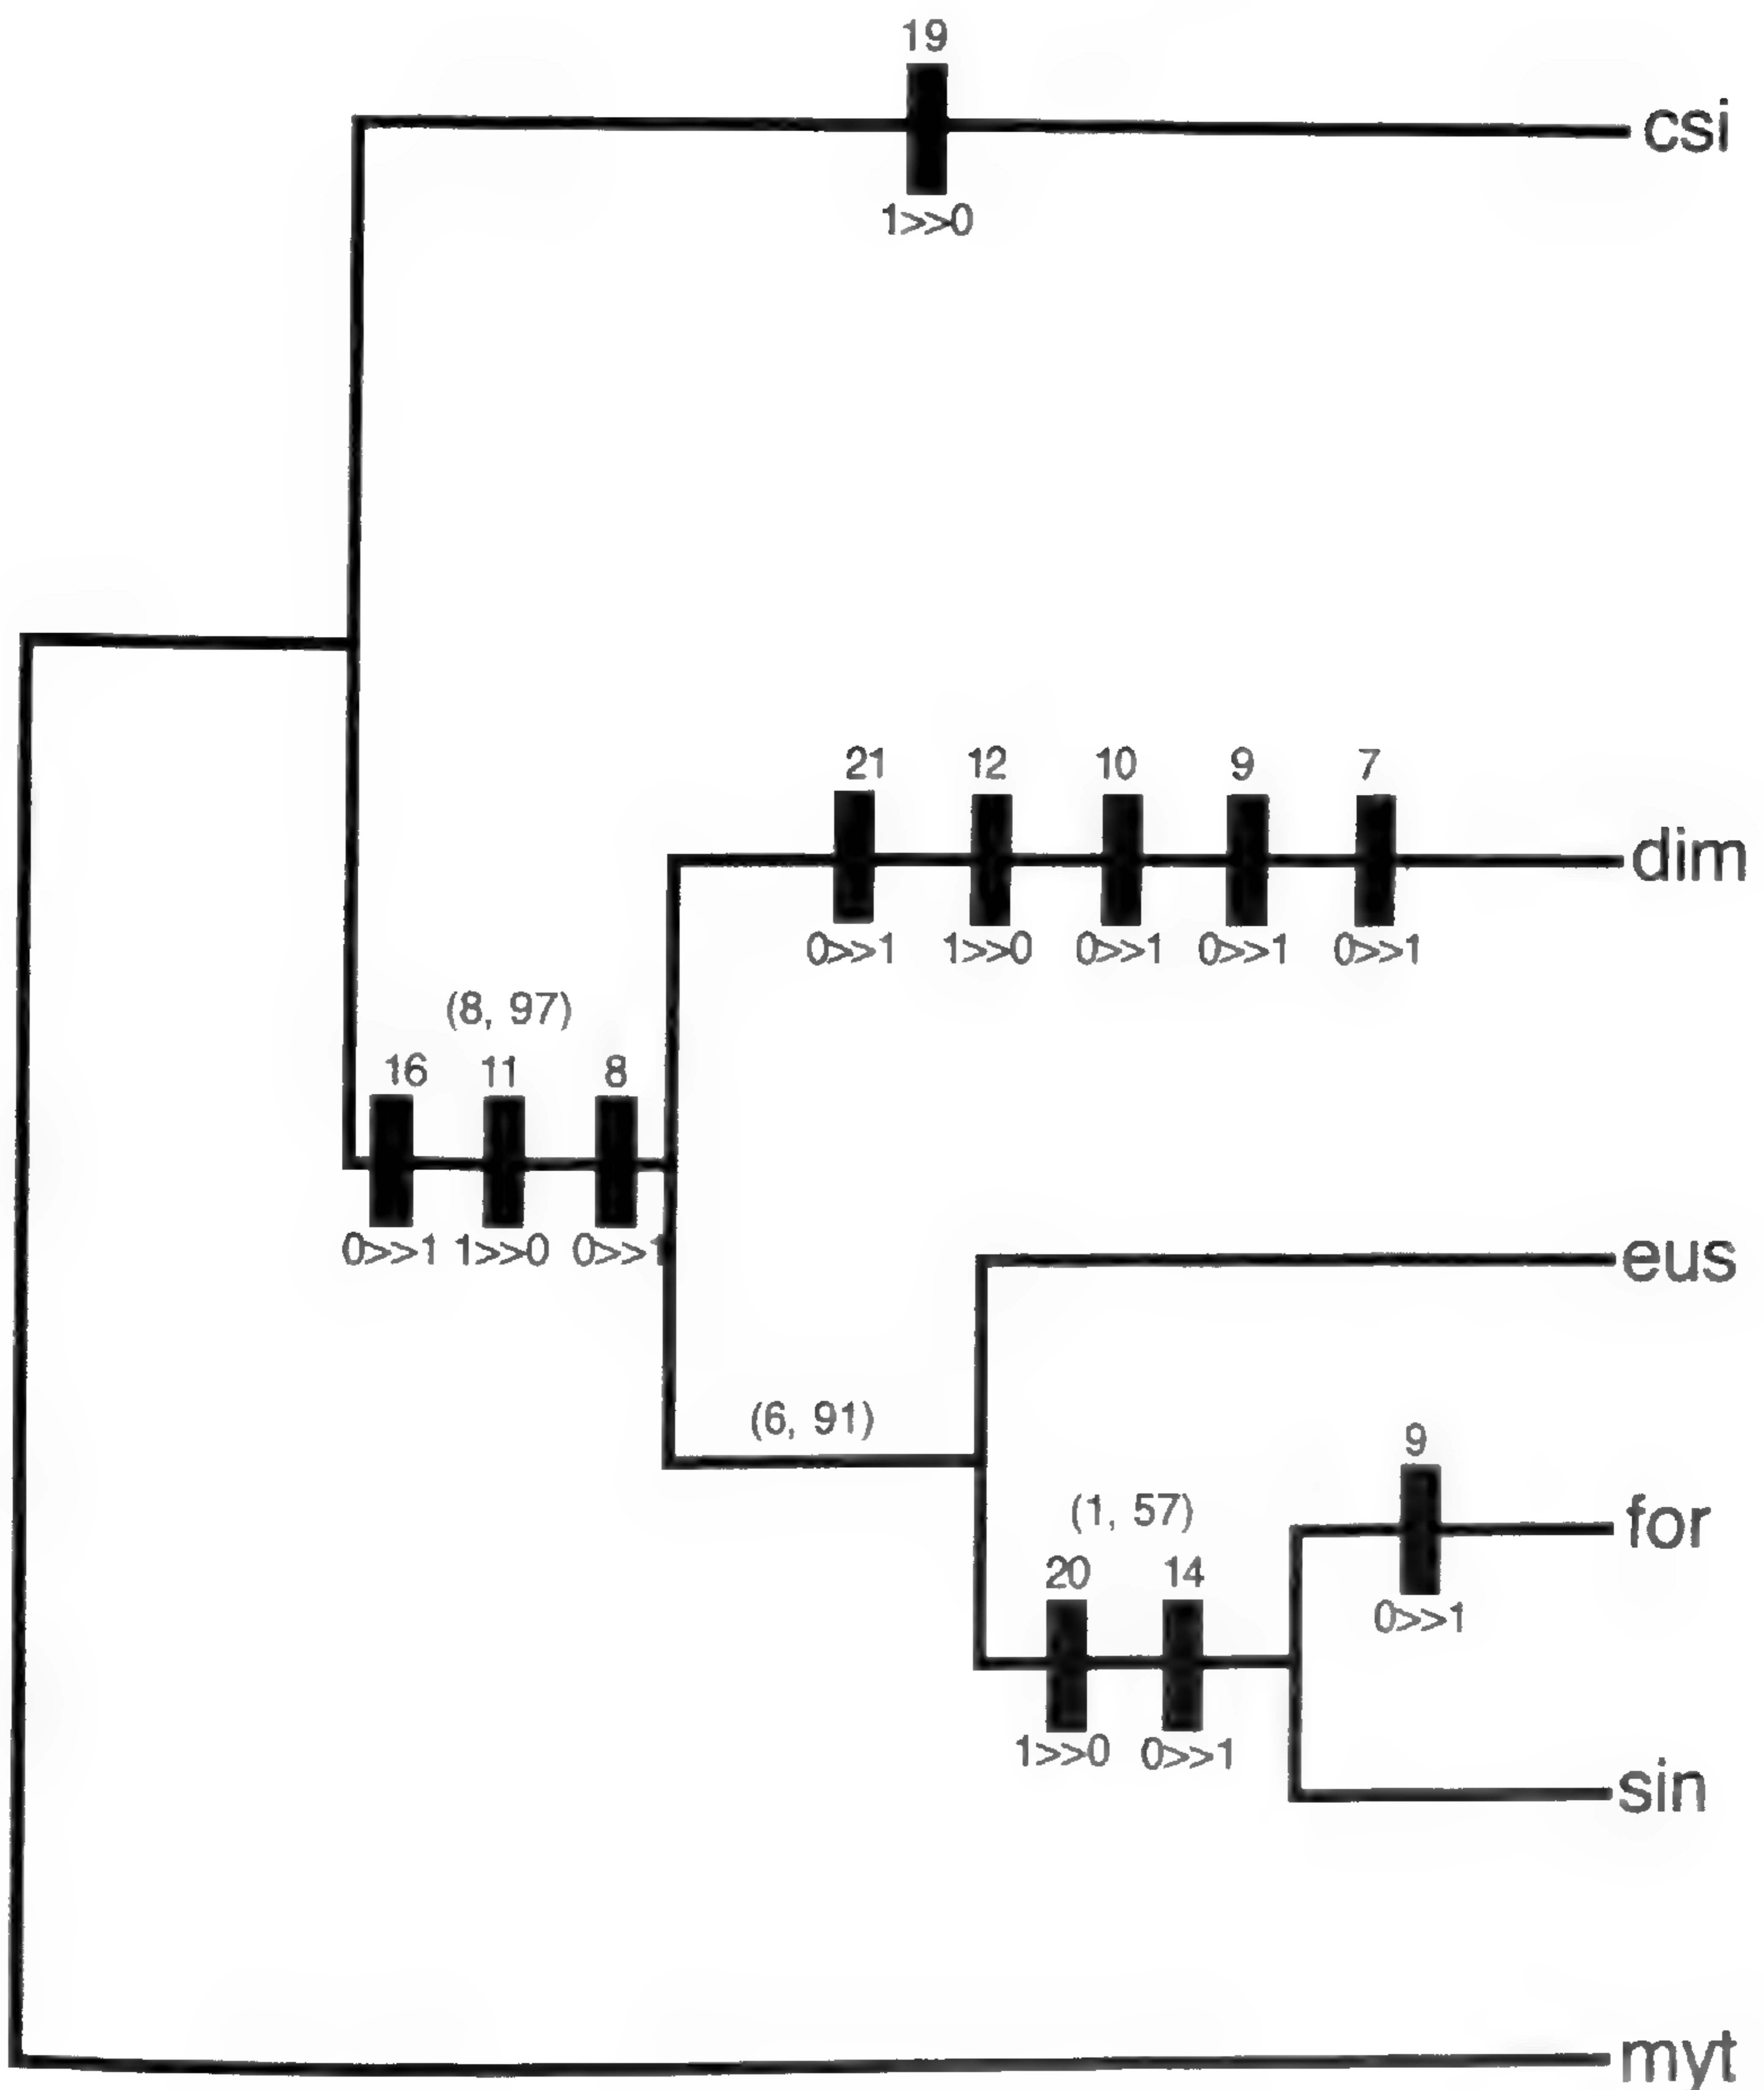 19
csi
1>>0
21 12 10 9 7
dim
0>>1 1>>0 0>>1 0>>1 0>>1
(8, 97)
16 11 8
0>>1 1>>0 0>>1
eus
(6, 91)
9
(1, 57)
for
20 14
0>>1
1>>0 0>>1
sin
myt